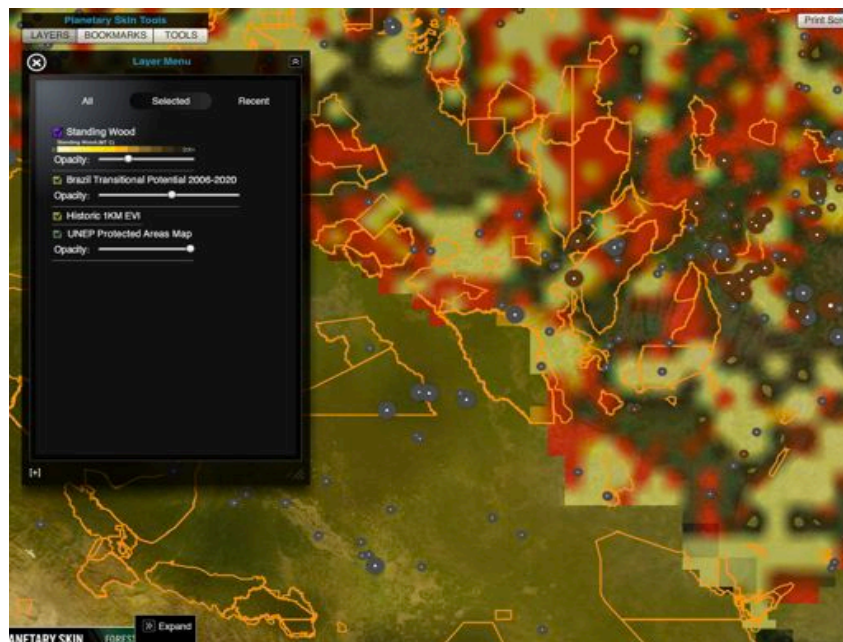 Planetary Skin Tools
Print Scr
LAYERS BOOKMARKS TOOLS
Layer Menu
All Selected Recent
Standing Wood
Opacity:
Brazil Transitional Potential 2006-2020
Opacity:
Historic 1KM EVI
UNEP Protected Areas Map
Opacity:
[+]
Expand
ANETARY SKIN FORES